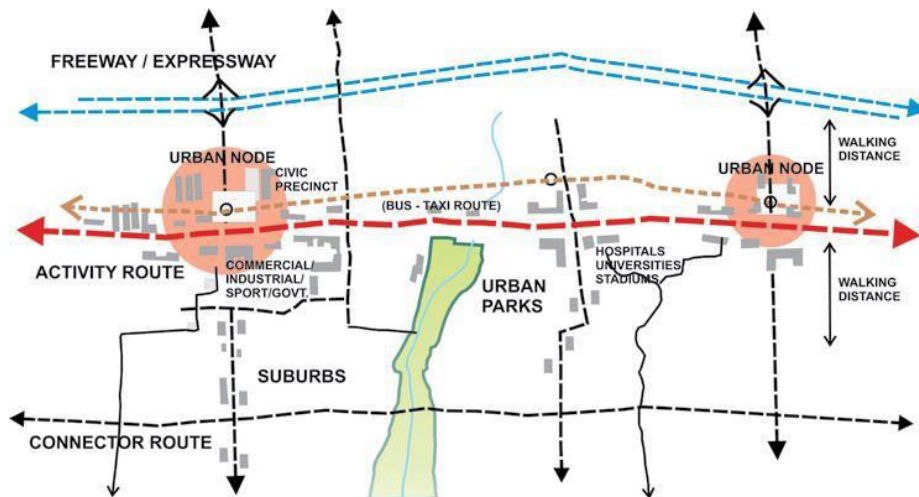 FREEWAY / EXPRESSWAY
WALKING
DISTANCE
URBAN NODE
CIVIC
PRECINCT
URBAN NODE
(BUS - TAXI ROUTE)
ACTIVITY ROUTE
COMMERCIAL/
INDUSTRIAL/
SPORT/GOVT.
URBAN
PARKS
HOSPITALS
UNIVERSITIES
STADIUMS
WALKING
DISTANCE
SUBURBS
CONNECTOR ROUTE